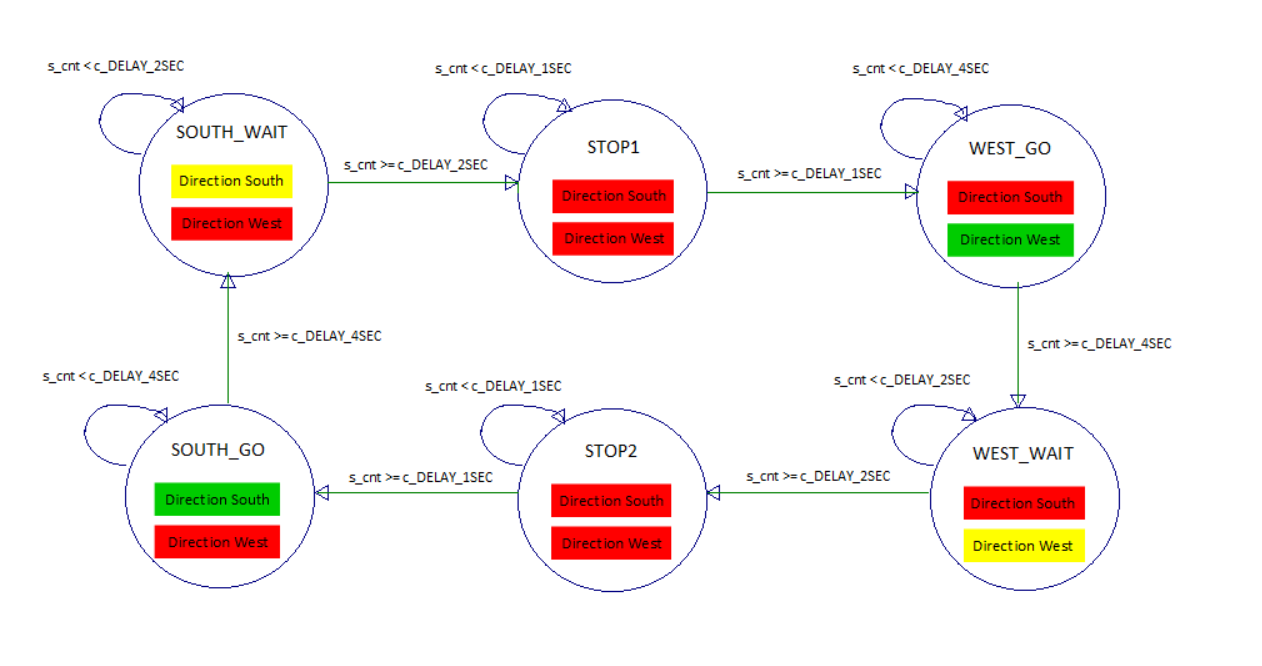 s_cnt < c_DELAY_2SEC
s_cnt < c_DELAY_1SEC
s_cnt < c_DELAY_4SEC
SOUTH_WAIT
Direction South
Direction West
s_cnt >= c_DELAY_2SEC
STOP1
Direction South
Direction West
s_cnt >= c_DELAY_1SEC
WEST_GO
Direction South
Direction West
s_cnt >= c_DELAY_4SEC
s_cnt >= c_DELAY_4SEC
s_cnt < c_DELAY_4SEC
s_cnt < c_DELAY_1SEC
s_cnt < c_DELAY_2SEC
SOUTH_GO
Direction South
Direction West
s_cnt >= c_DELAY_1SEC
STOP2
Direction South
Direction West
s_cnt >= c_DELAY_2SEC
WEST_WAIT
Direction South
Direction West